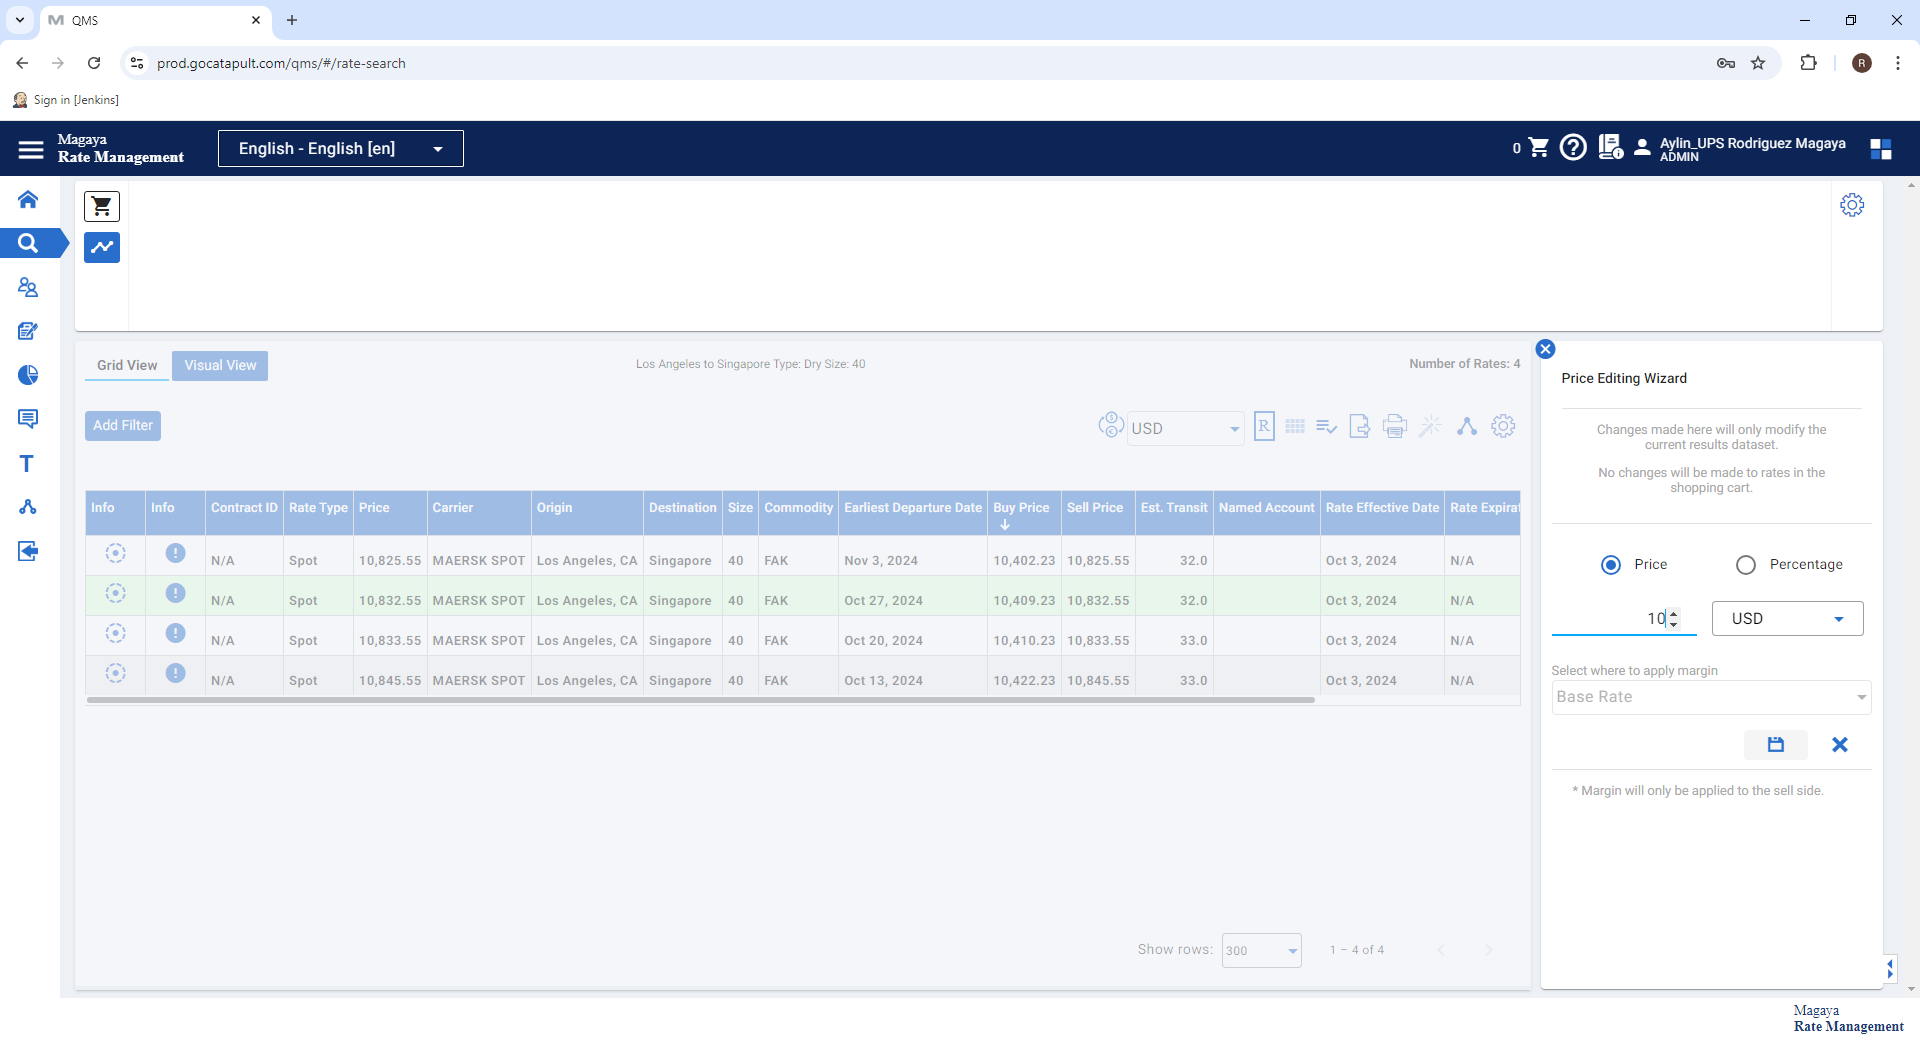 QMS
prod.gocatapult.com/qms/#/rate-search
R
Sign in [Jenkins]
Magaya
Rate Management
English - English [en]
0
Aylin_UPS Rodriguez Magaya
ADMIN
Grid View
Visual View
Los Angeles to Singapore Type: Dry Size: 40
Number of Rates: 4
Add Filter
USD
R
Info Info Contract ID Rate Type Price Carrier Origin Destination Size Commodity Earliest Departure Date Buy Price Sell Price Est. Transit Named Account Rate Effective Date Rate Expirat
N/A Spot 10,825.55 MAERSK SPOT Los Angeles, CA Singapore 40 FAK Nov 3, 2024 10,402.23 10,825.55 32.0 Oct 3, 2024 N/A
N/A Spot 10,832.55 MAERSK SPOT Los Angeles, CA Singapore 40 FAK Oct 27, 2024 10,409.23 10,832.55 32.0 Oct 3, 2024 N/A
N/A Spot 10,833.55 MAERSK SPOT Los Angeles, CA Singapore 40 FAK Oct 20, 2024 10,410.23 10,833.55 33.0 Oct 3, 2024 N/A
N/A Spot 10,845.55 MAERSK SPOT Los Angeles, CA Singapore 40 FAK Oct 13, 2024 10,422.23 10,845.55 33.0 Oct 3, 2024 N/A
Show rows: 300 1 – 4 of 4
Price Editing Wizard
Changes made here will only modify the
current results dataset.
No changes will be made to rates in the
shopping cart.
Price Percentage
10 USD
Select where to apply margin
Base Rate
* Margin will only be applied to the sell side.
Magaya
Rate Management